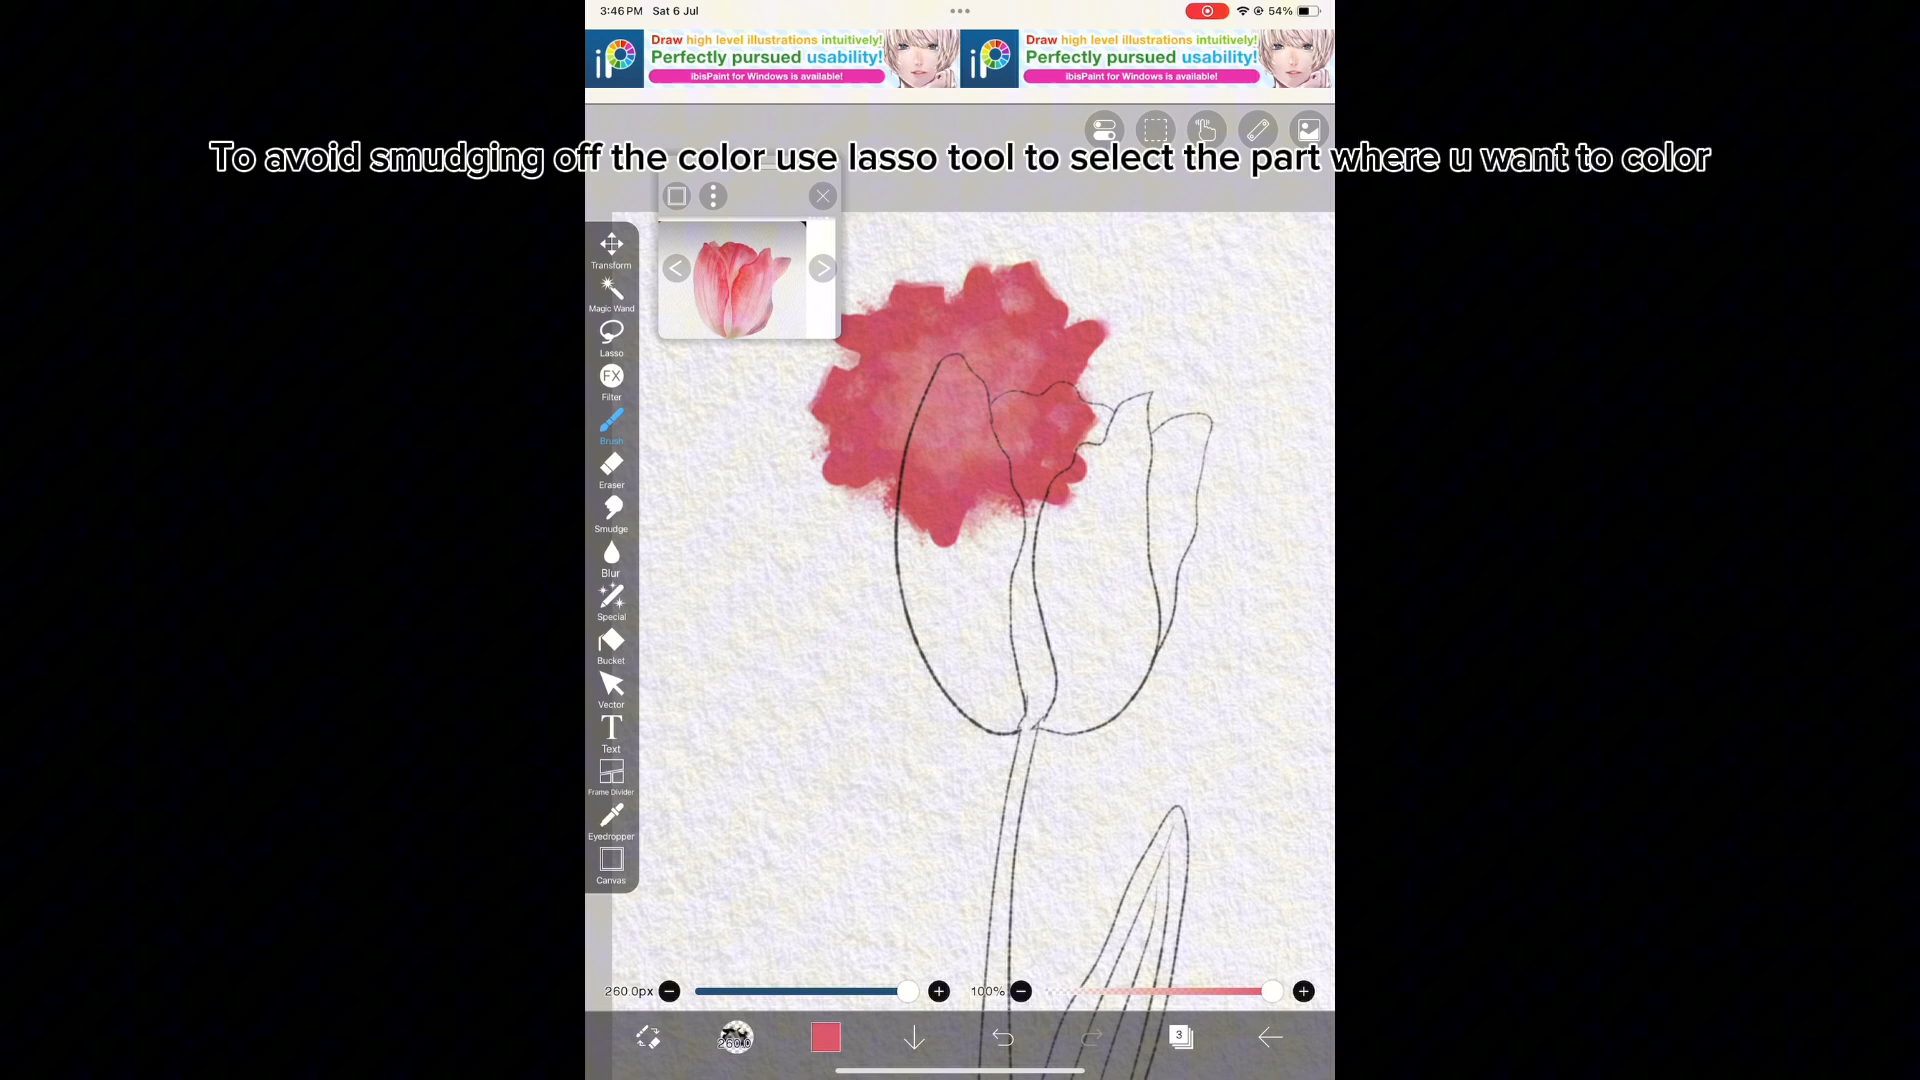 3:46 PM Sat 6 Jul
54%
Draw high level illustrations intuitively!
Perfectly pursued usability!
ibisPaint for Windows is available!
Draw high level illustrations intuitively!
Perfectly pursued usability!
ibisPaint for Windows is available!
To avoid smudging off the color use lasso tool to select the part where u want to color
Transform
Magic Wand
Lasso
FX
Filter
Brush
Eraser
Smudge
Blur
Special
Bucket
Vector
T
Text
Frame Divider
Eyedropper
Canvas
260.0px
100%
260.0
3